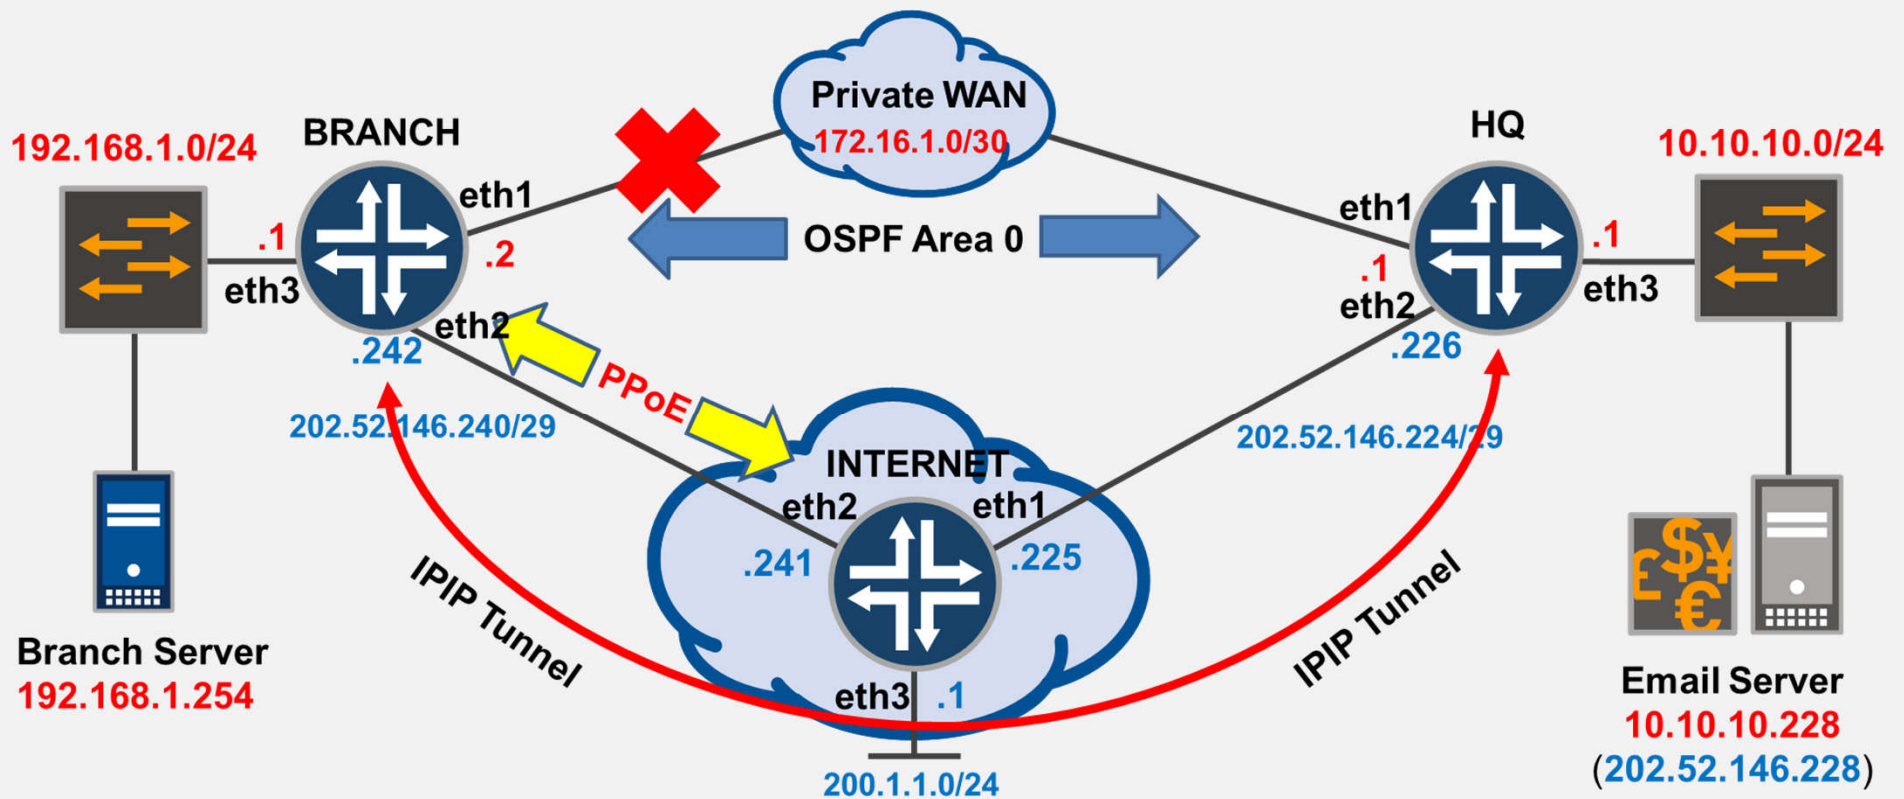 Private WAN
172.16.1.0/30
BRANCH
HQ
192.168.1.0/24
10.10.10.0/24
eth1
.2
OSPF Area 0
eth1
.1
.1
eth3
.1
eth3
eth2
.242
eth2
.226
PPoE
202.52.146.240/29
202.52.146.224/29
INTERNET
eth2
eth1
.241
.225
IPIP Tunnel
IPIP Tunnel
$¥
£
€
eth3
.1
Branch Server
192.168.1.254
Email Server
10.10.10.228
(202.52.146.228)
200.1.1.0/24